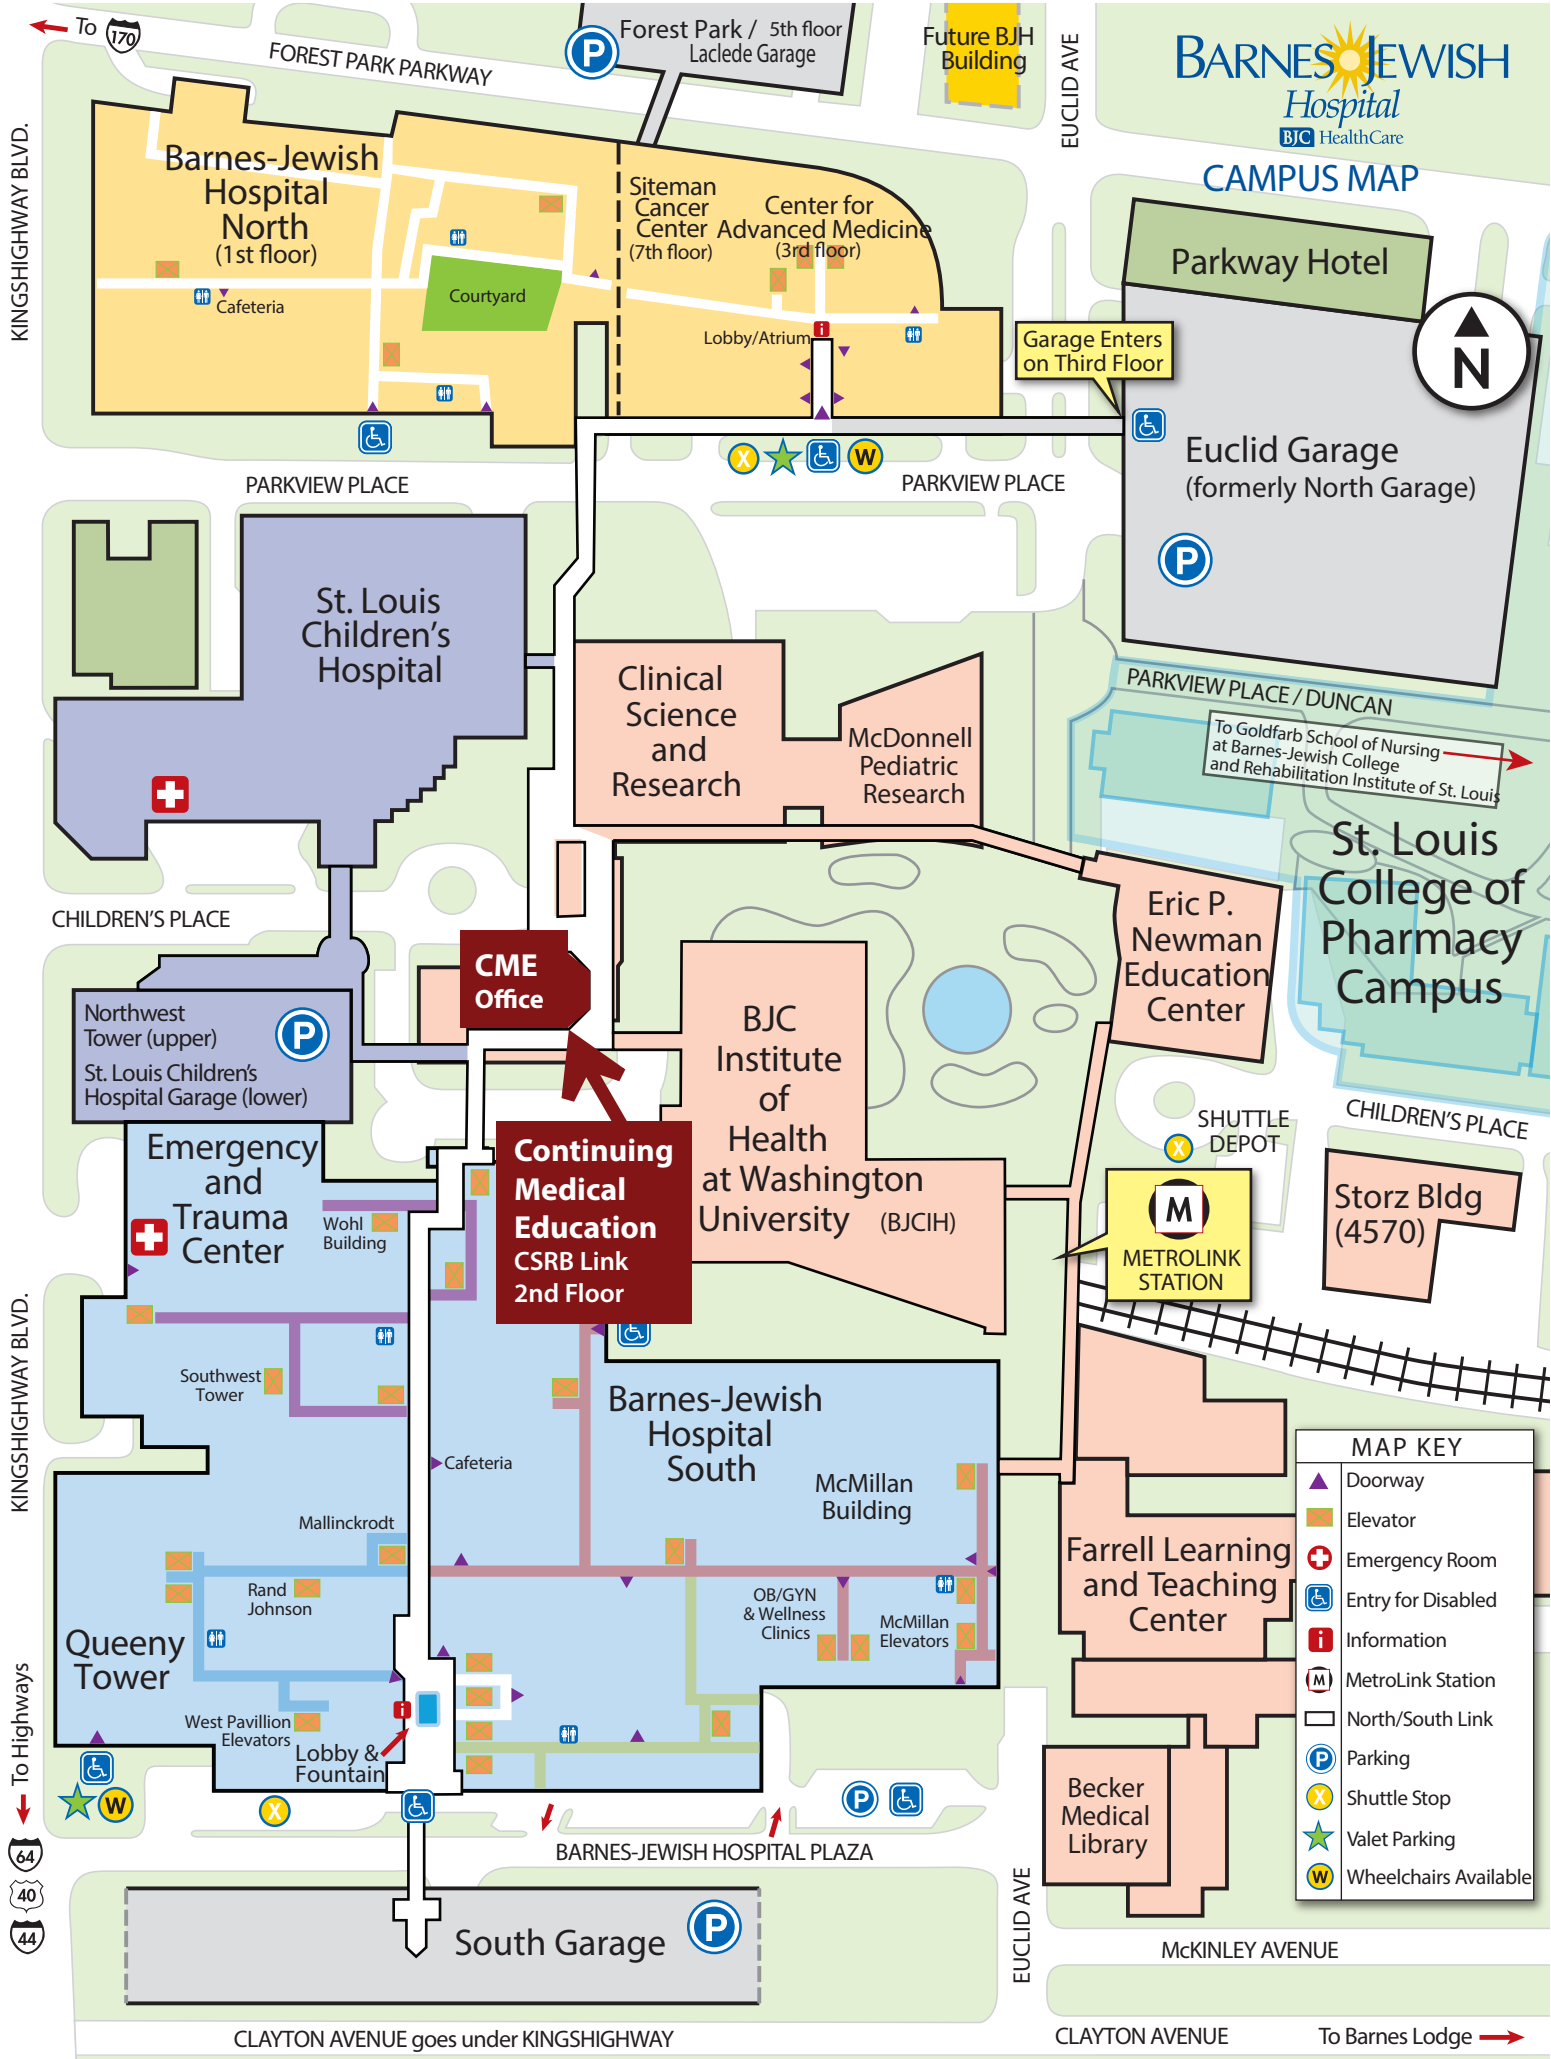 To
170
FOREST PARK PARKWAY
P
Forest Park / 5th floor
Laclede Garage
Future BJH
Building
EUCLID AVE
BARNES JEWISH
Hospital
BJC HealthCare
CAMPUS MAP
KINGSHIGHWAY BLVD.
Barnes-Jewish
Hospital
North
(1st floor)
Cafeteria
Courtyard
Siteman
Cancer
Center
(7th floor)
Center for
Advanced Medicine
(3rd floor)
Lobby/Atrium
i
Parkway Hotel
N
Garage Enters
on Third Floor
Euclid Garage
(formerly North Garage)
P
X
W
PARKVIEW PLACE
PARKVIEW PLACE
St. Louis
Children's
Hospital
Clinical
Science
and
Research
McDonnell
Pediatric
Research
PARKVIEW PLACE / DUNCAN
To Goldfarb School of Nursing
at Barnes-Jewish College
and Rehabilitation Institute of St. Louis
St. Louis
College of
Pharmacy
Campus
CHILDREN'S PLACE
CME
Office
Eric P.
Newman
Education
Center
Northwest
Tower (upper)
St. Louis Children's
Hospital Garage (lower)
P
BJC
Institute
of
Health
at Washington
University (BJCIH)
CHILDREN'S PLACE
SHUTTLE
DEPOT
X
M
METROLINK
STATION
Storz Bldg
(4570)
Continuing
Medical
Education
CSRB Link
2nd Floor
Emergency
and
Trauma
Center
Wohl
Building
KINGSHIGHWAY BLVD.
Southwest
Tower
Barnes-Jewish
Hospital
South
Cafeteria
McMillan
Building
Mallinckrodt
Rand
Johnson
OB/GYN
& Wellness
Clinics
McMillan
Elevators
Queeny
Tower
West Pavillion
Elevators
Lobby &
Fountain
i
Farrell Learning
and Teaching
Center
Becker
Medical
Library
MAP KEY
Doorway
Elevator
Emergency Room
Entry for Disabled
i Information
M MetroLink Station
North/South Link
P Parking
X Shuttle Stop
Valet Parking
W Wheelchairs Available
To Highways
64
40
44
W
X
P
BARNES-JEWISH HOSPITAL PLAZA
South Garage
P
EUCLID AVE
McKINLEY AVENUE
CLAYTON AVENUE goes under KINGSHIGHWAY
CLAYTON AVENUE
To Barnes Lodge